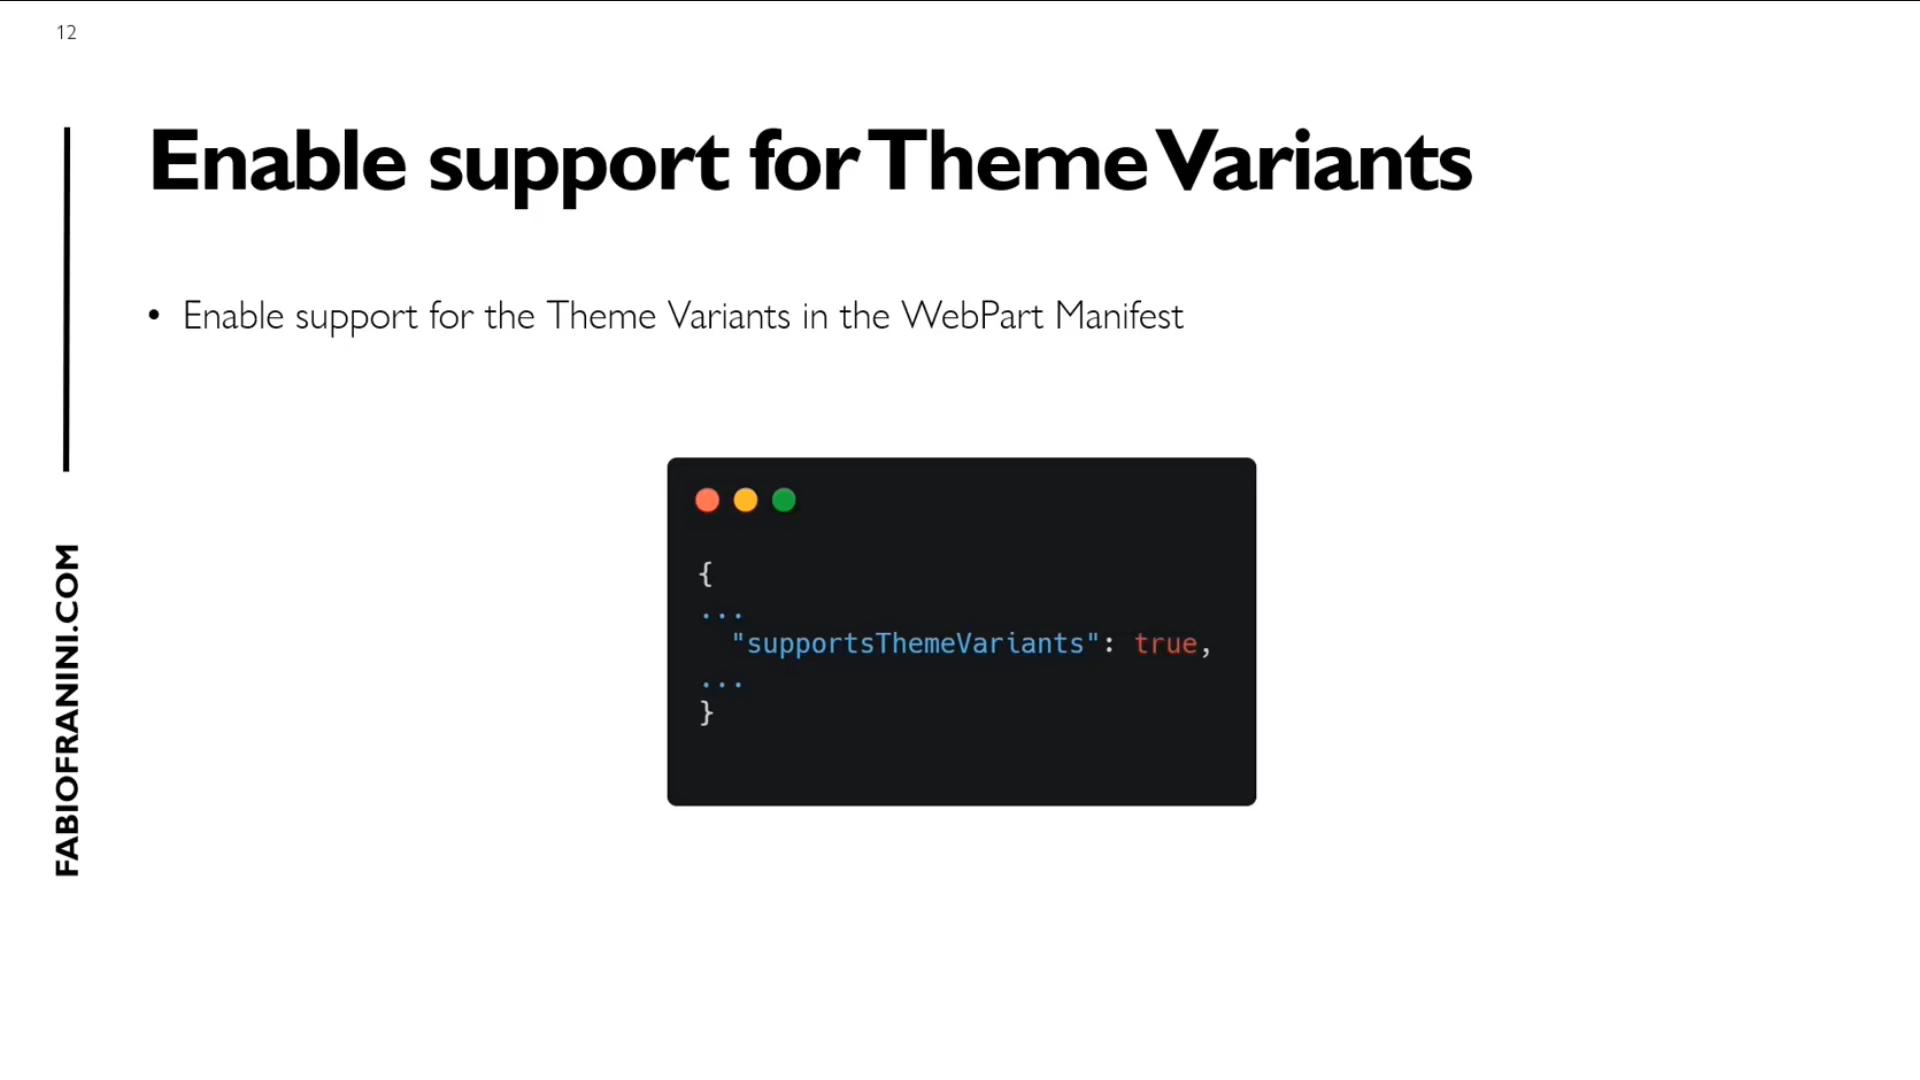 12
Enable support for Theme Variants
• Enable support for the Theme Variants in the WebPart Manifest
{
...
"supportsThemeVariants": true,
...
}
FABIOFRANINI.COM